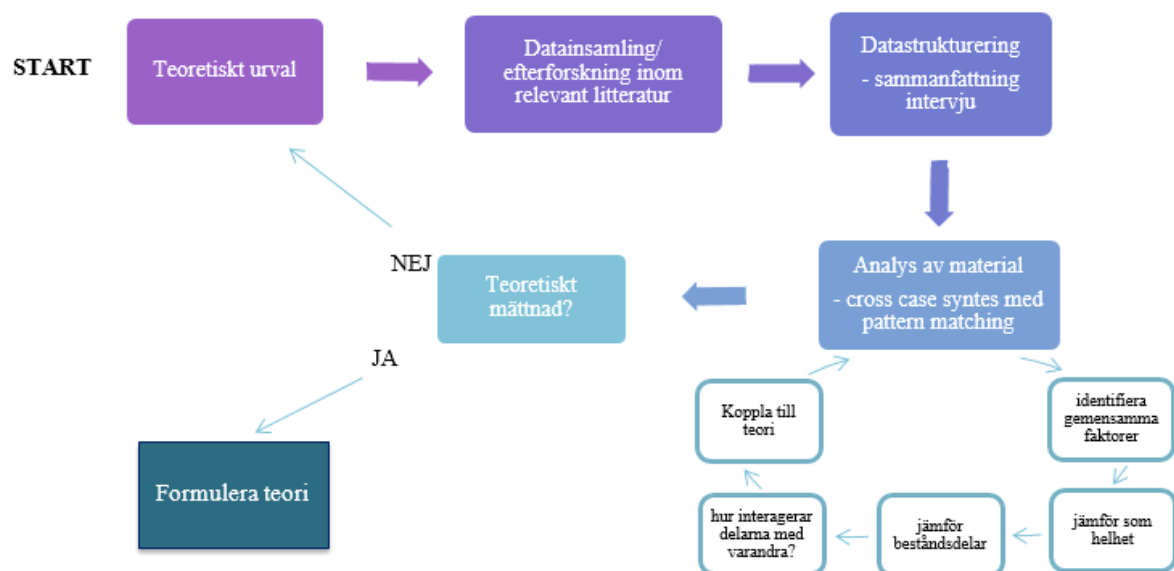 START
Teoretiskt urval
Datainsamling/
efterforskning inom
relevant litteratur
Datastrukturering
- sammanfattning
intervju
Analys av material
- cross case syntes med
pattern matching
Teoretiskt
mättnad?
NEJ
JA
Formulera teori
identifiera
gemensamma
faktorer
jämför som
helhet
jämför
beståndsdelar
hur interagerar
delarna med
varandra?
Koppla till
teori